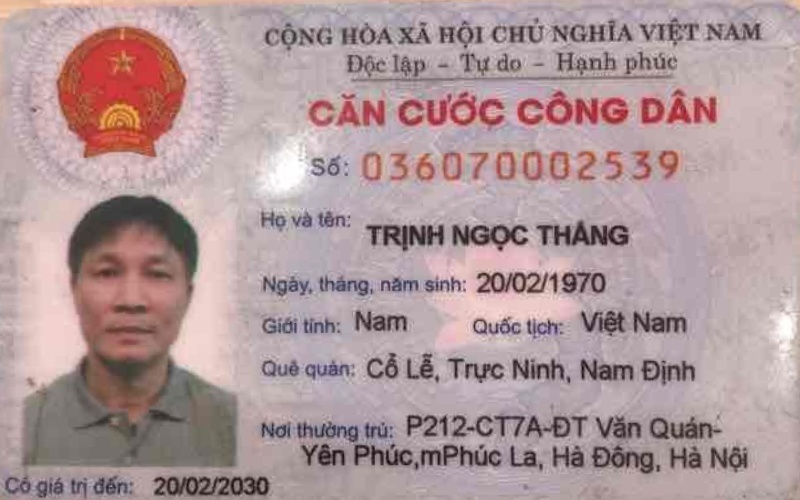 CỘNG HÒA XÃ HỘI CHỦ NGHĨA VIỆT NAM
Độc lập – Tự do – Hạnh phúc
CĂN CƯỚC CÔNG DÂN
Số: 036070002539
Họ và tên: TRỊNH NGỌC THẮNG
Ngày, tháng, năm sinh: 20/02/1970
Giới tính: Nam Quốc tịch: Việt Nam
Quê quán: Cổ Lễ, Trực Ninh, Nam Định
Nơi thường trú: P212-CT7A-ĐT Văn Quán-
Yên Phúc,mPhúc La, Hà Đông, Hà Nội
Có giá trị đến: 20/02/2030